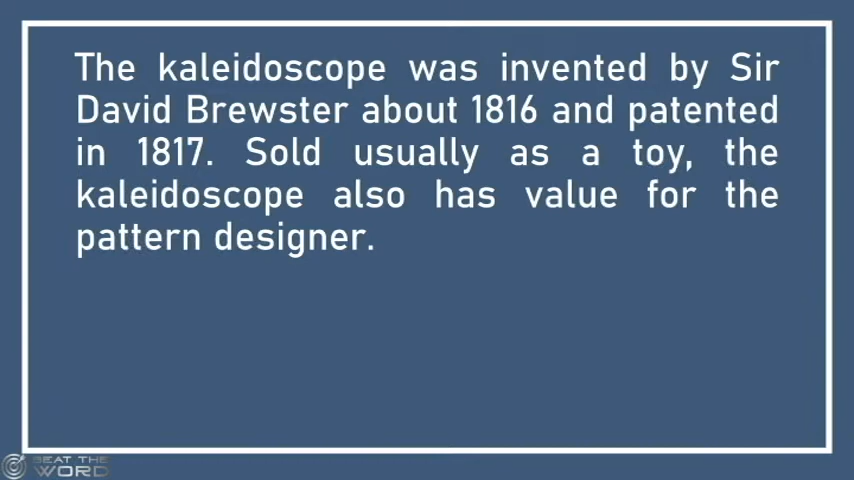 The kaleidoscope was invented by Sir
David Brewster about 1816 and patented
in 1817. Sold usually as a toy, the
kaleidoscope also has value for the
pattern designer.
BEAT THE
WORD